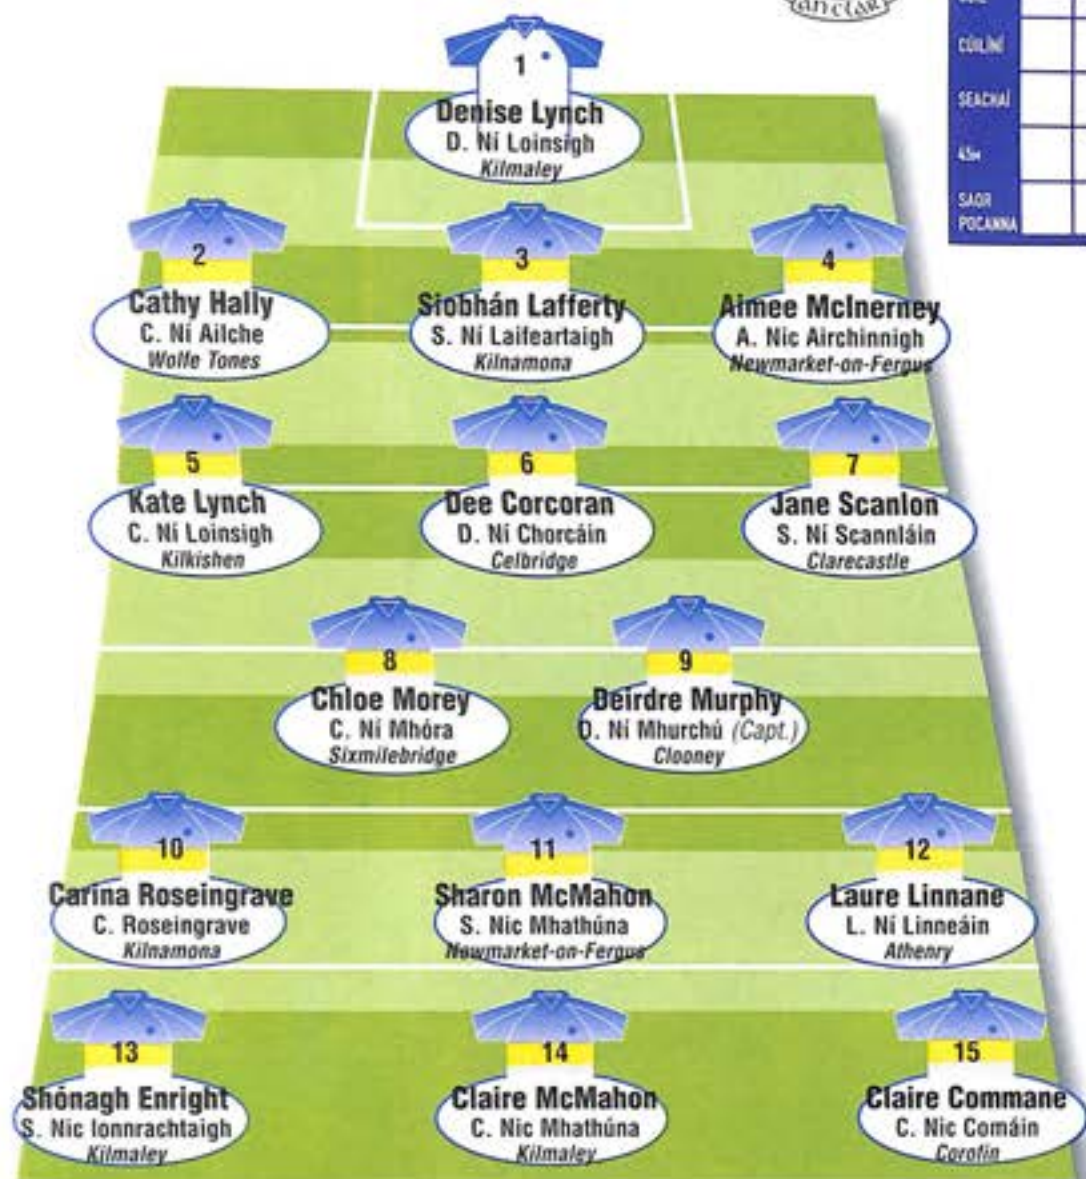 an clár
CÚILÍNÍ
SEACHAÍ
45M
SAOR
POCANNA
1
Denise Lynch
D. Ní Loinsigh
Kilmaley
2
Cathy Hally
C. Ní Ailche
Wolfe Tones
3
Siobhán Lafferty
S. Ní Laifeartaigh
Kilnamona
4
Aimee McInerney
A. Nic Airchinnigh
Newmarket-on-Fergus
5
Kate Lynch
C. Ní Loinsigh
Kilkishen
6
Dee Corcoran
D. Ní Chorcáin
Celbridge
7
Jane Scanlon
S. Ní Scannláin
Clarecastle
8
Chloe Morey
C. Ní Mhóra
Sixmilebridge
9
Deirdre Murphy
D. Ní Mhurchú (Capt.)
Clooney
10
Carina Roseingrave
C. Roseingrave
Kilnamona
11
Sharon McMahon
S. Nic Mhathúna
Newmarket-on-Fergus
12
Laure Linnane
L. Ní Linneáin
Athenry
13
Shónagh Enright
S. Nic Ionnrachtaigh
Kilmaley
14
Claire McMahon
C. Nic Mhathúna
Kilmaley
15
Claire Commane
C. Nic Comáin
Corofin